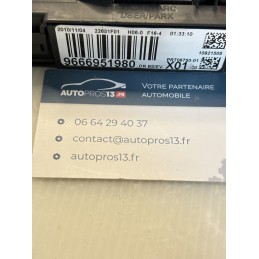 2010/11/04 22601F01 H06-0 F16-4 01:33:10
9666951980 X01
VOTRE PARTENAIRE
AUTOMOBILE
AUTOPROS13.FR
06 64 29 40 37
contact@autopros13.fr
autopros13.fr